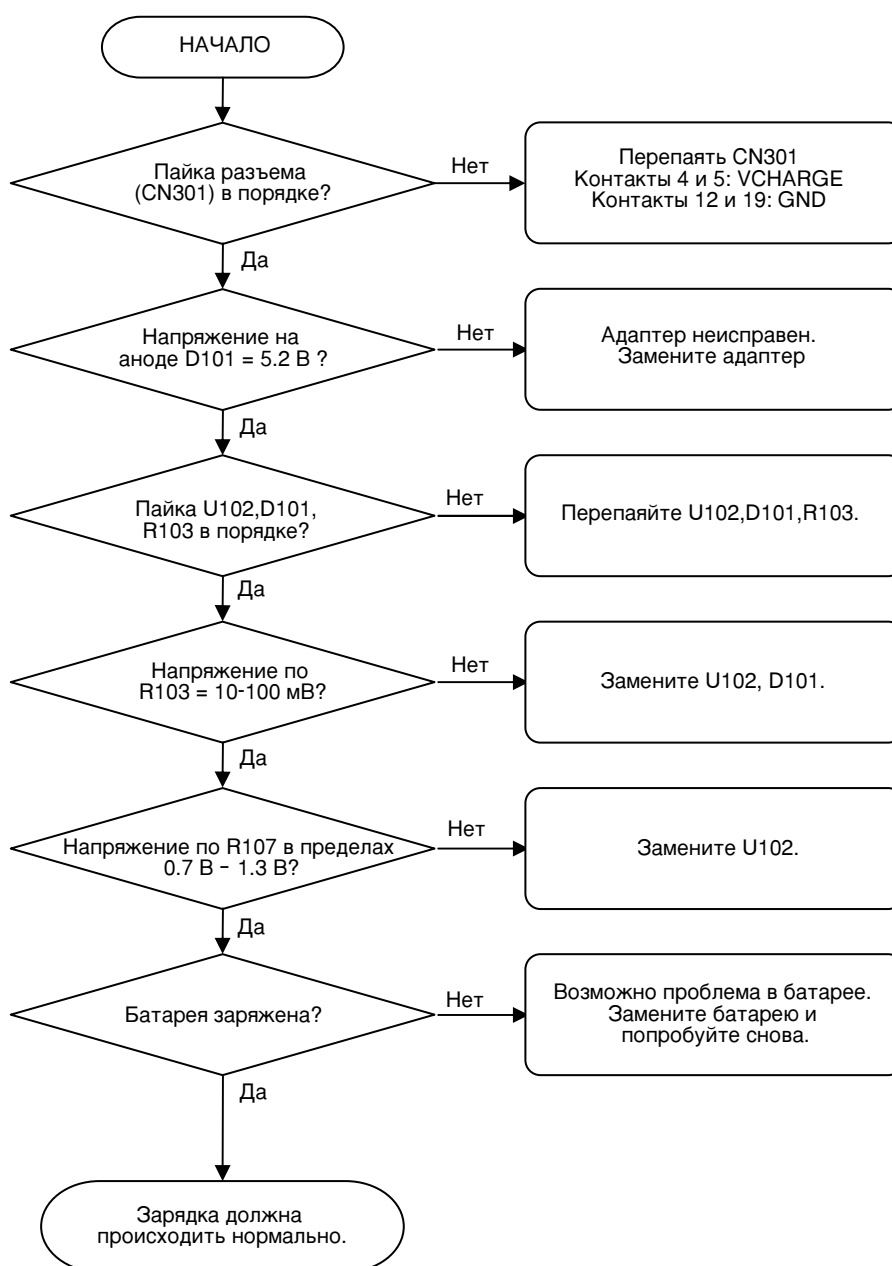 НАЧАЛО
Пайка разъема
(CN301) в порядке?
Нет
Перепаять CN301
Контакты 4 и 5: VCHARGE
Контакты 12 и 19: GND
Да
Напряжение на
аноде D101 = 5.2 В ?
Нет
Адаптер неисправен.
Замените адаптер
Да
Пайка U102,D101,
R103 в порядке?
Нет
Перепаяйте U102,D101,R103.
Да
Напряжение по
R103 = 10-100 мВ?
Нет
Замените U102, D101.
Да
Напряжение по R107 в пределах
0.7 В – 1.3 В?
Нет
Замените U102.
Да
Батарея заряжена?
Нет
Возможно проблема в батарее.
Замените батарею и
попробуйте снова.
Да
Зарядка должна
происходить нормально.